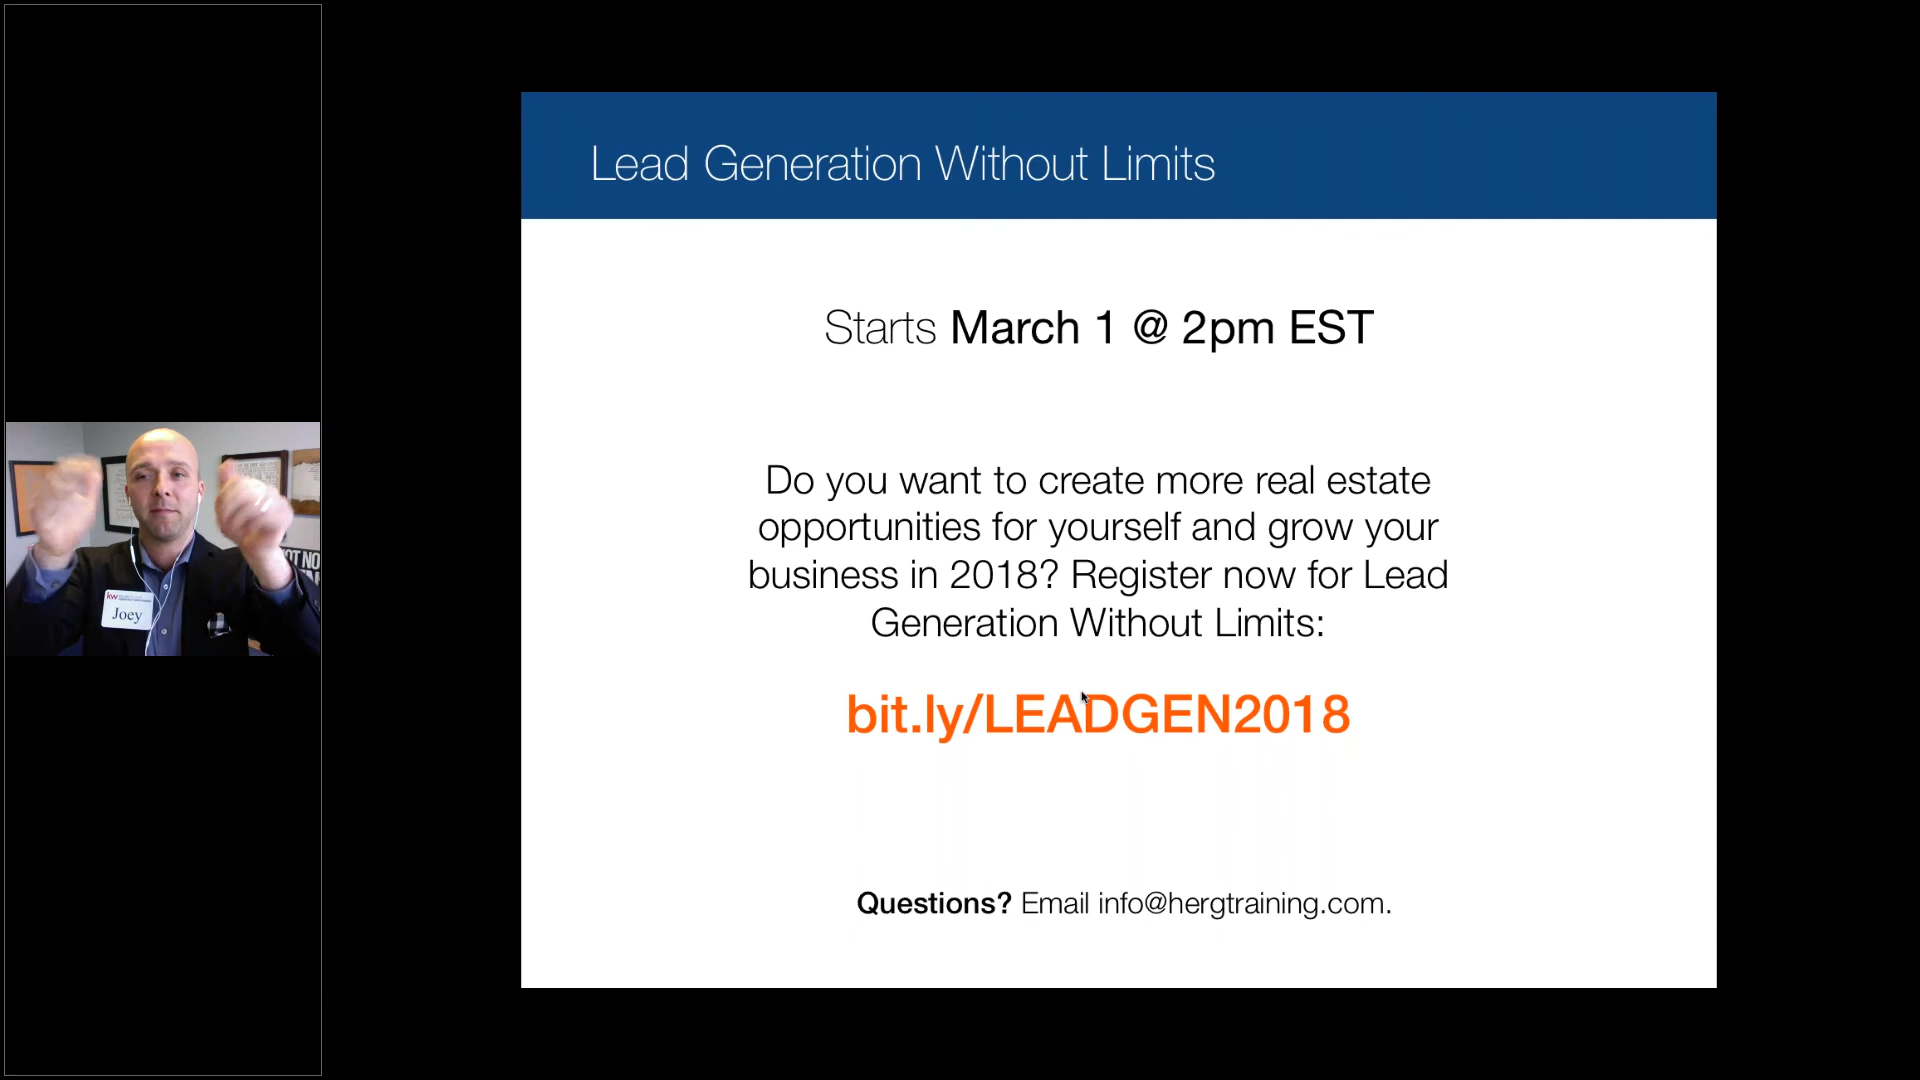 Lead Generation Without Limits
Starts March 1 @ 2pm EST
Do you want to create more real estate
opportunities for yourself and grow your
business in 2018? Register now for Lead
Generation Without Limits:
bit.ly/LEADGEN2018
Questions? Email info@hergtraining.com.
kw
Joey